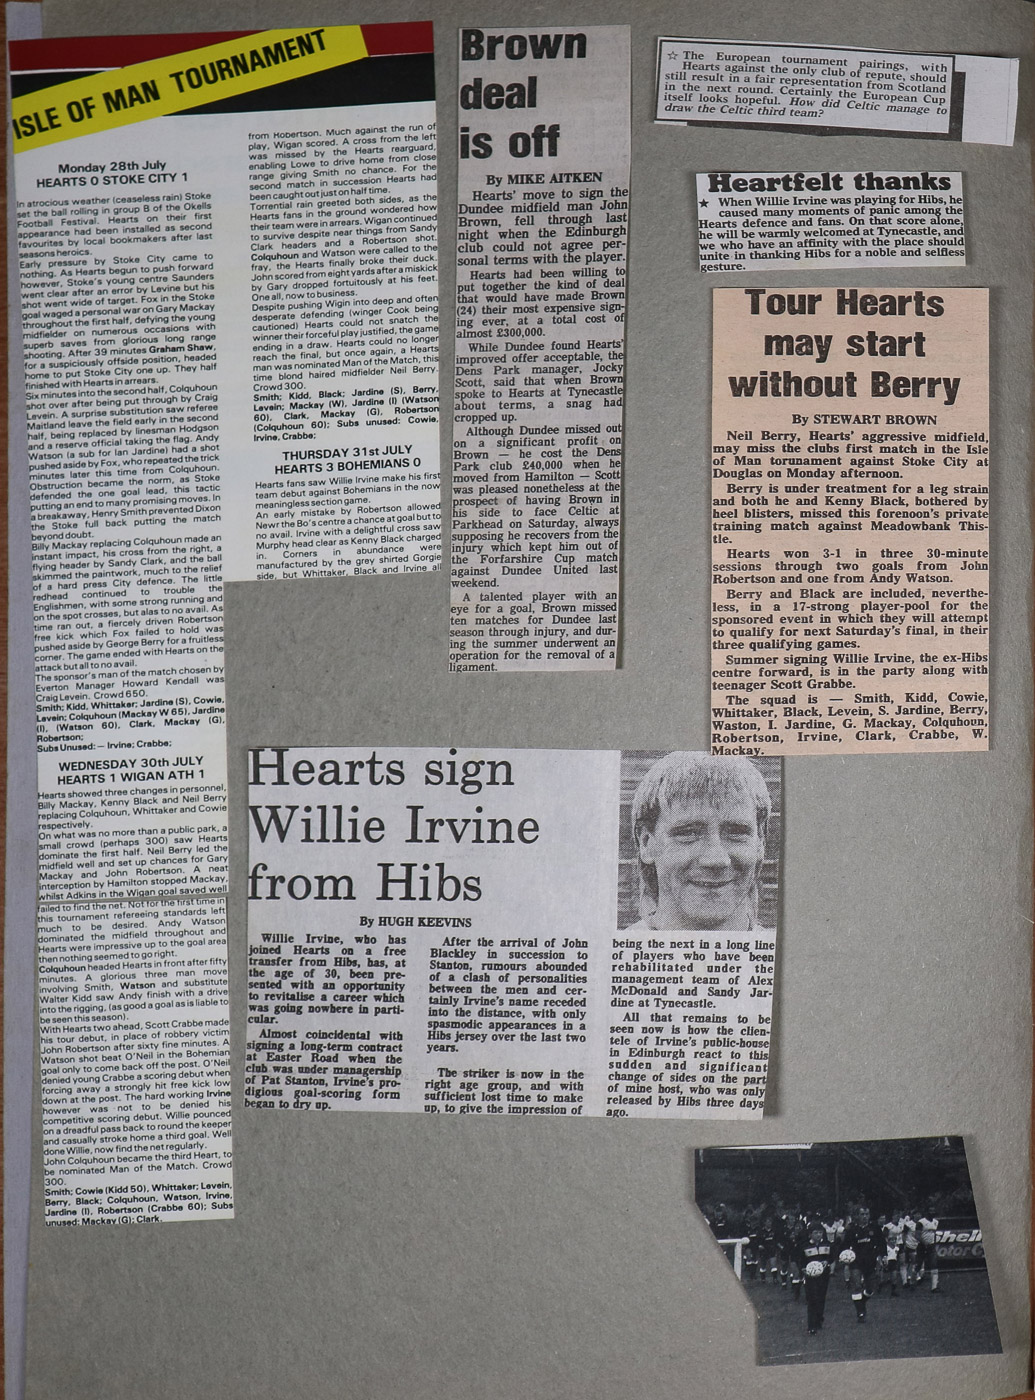 ISLE OF MAN TOURNAMENT
Monday 28th July
HEARTS 0 STOKE CITY 1
In atrocious weather (ceaseless rain) Stoke
set the ball rolling in group B of the Okells
Football Festival. Hearts on their first
appearance had been installed as second
favourites by local bookmakers after last
seasons heroics.
Early pressure by Stoke City came to
nothing. As Hearts begun to push forward
however, Stoke's young centre Saunders
went clear after an error by Levein but his
shot went wide of target. Fox in the Stoke
goal waged a personal war on Gary Mackay
throughout the first half, defying the young
midfielder on numerous occasions with
superb saves from glorious long range
shooting. After 39 minutes Graham Shaw,
for a suspiciously offside position, headed
home to put Stoke City one up. They half
finished with Hearts in arrears.
Six minutes into the second half, Colquhoun
shot over after being put through by Craig
Levein. A surprise substitution saw referee
Maitland leave the field early in the second
half, being replaced by linesman Hodgson
and a reserve official taking the flag. Andy
Watson (a sub for Ian Jardine) had a shot
pushed aside by Fox, who repeated the trick
minutes later this time from Colquhoun.
Obstruction became the norm, as Stoke
defended the one goal lead, this tactic
putting an end to many promising moves. In
a breakaway, Henry Smith prevented Dixon
the Stoke full back putting the match
beyond doubt.
Billy Mackay replacing Colquhoun made an
instant impact, his cross from the right, a
flying header by Sandy Clark, and the ball
skimmed the paintwork, much to the relief
of a hard press City defence. The little
redhead continued to trouble the
Englishmen, with some strong running and
on the spot crosses, but alas to no avail. As
time ran out, a fiercely driven Robertson
free kick which Fox failed to hold was
pushed aside by George Berry for a fruitless
corner. The game ended with Hearts on the
attack but all to no avail.
The sponsor's man of the match chosen by
Everton Manager Howard Kendall was
Craig Levein. Crowd 650.
Smith; Kidd, Whittaker; Jardine (S), Cowie,
Levein; Colquhoun (Mackay W 65), Jardine
(I), (Watson 60), Clark, Mackay (G),
Robertson;
Subs Unused: — Irvine; Crabbe;
WEDNESDAY 30th JULY
HEARTS 1 WIGAN ATH 1
Hearts showed three changes in personnel,
Billy Mackay, Kenny Black and Neil Berry
replacing Colquhoun, Whittaker and Cowie
respectively.
On what was no more than a public park, a
small crowd (perhaps 300) saw Hearts
dominate the first half. Neil Berry led the
midfield well and set up chances for Gary
Mackay and John Robertson. A neat
interception by Hamilton stopped Mackay,
whilst Adkins in the Wigan goal saved well
from Robertson. Much against the run of
play, Wigan scored. A cross from the left
was missed by the Hearts rearguard,
enabling Lowe to drive home from close
range giving Smith no chance. For the
second match in succession Hearts had
been caught out just on half time.
Torrential rain greeted both sides, as the
Hearts fans in the ground wondered how
their team were in arrears. Wigan continued
to survive despite near things from Sandy
Clark headers and a Robertson shot.
Colquhoun and Watson were called to the
fray, the Hearts finally broke their duck.
John scored from eight yards after a miskick
by Gary dropped fortuitously at his feet.
One all, now to business.
Despite pushing Wigin into deep and often
desperate defending (winger Cook being
cautioned) Hearts could not snatch the
winner their forceful play justified, the game
ending in a draw. Hearts could no longer
reach the final, but once again, a Hearts
man was nominated Man of the Match, this
time blond haired midfielder Neil Berry.
Crowd 300.
Smith; Kidd, Black; Jardine (S), Berry,
Levein; Mackay (W), Jardine (I) (Watson
60), Clark, Mackay (G), Robertson
(Colquhoun 60); Subs unused: Cowie,
Irvine, Crabbe;
THURSDAY 31st JULY
HEARTS 3 BOHEMIANS 0
Hearts fans saw Willie Irvine make his first
team debut against Bohemians in the now
meaningless section game.
An early mistake by Robertson allowed
Newr the Bo's centre a chance at goal but to
no avail. Irvine with a delightful cross saw
Murphy head clear as Kenny Black charged
in. Corners in abundance were
manufactured by the grey shirted Gorgie
side, but Whittaker, Black and Irvine all
failed to find the net. Not for the first time in
this tournament refereeing standards left
much to be desired. Andy Watson
dominated the midfield throughout and
Hearts were impressive up to the goal area
then nothing seemed to go right.
Colquhoun headed Hearts in front after fifty
minutes. A glorious three man move
involving Smith, Watson and substitute
Walter Kidd saw Andy finish with a drive
into the rigging, (as good a goal as is liable to
be seen this season).
With Hearts two ahead, Scott Crabbe made
his tour debut, in place of robbery victim
John Robertson after sixty fine minutes. A
Watson shot beat O'Neil in the Bohemian
goal only to come back off the post. O'Neil
denied young Crabbe a scoring debut when
forcing away a strongly hit free kick low
down at the post. The hard working Irvine
however was not to be denied his
competitive scoring debut. Willie pounced
on a dreadful pass back to round the keeper
and casually stroke home a third goal. Well
done Willie, now find the net regularly.
John Colquhoun became the third Heart, to
be nominated Man of the Match. Crowd
300.
Smith; Cowie (Kidd 50), Whittaker; Levein,
Berry, Black; Colquhoun, Watson, Irvine,
Jardine (I), Robertson (Crabbe 60); Subs
unused: Mackay (G); Clark.
Brown
deal
is off
By MIKE AITKEN
Hearts' move to sign the
Dundee midfield man John
Brown, fell through last
night when the Edinburgh
club could not agree per-
sonal terms with the player.
Hearts had been willing to
put together the kind of deal
that would have made Brown
(24) their most expensive sign-
ing ever, at a total cost of
almost £300,000.
While Dundee found Hearts'
improved offer acceptable, the
Dens Park manager, Jocky
Scott, said that when Brown
spoke to Hearts at Tynecastle
about terms, a snag had
cropped up.
Although Dundee missed out
on a significant profit on
Brown — he cost the Dens
Park club £40,000 when he
moved from Hamilton — Scott
was pleased nonetheless at the
prospect of having Brown in
his side to face Celtic at
Parkhead on Saturday, always
supposing he recovers from the
injury which kept him out of
the Forfarshire Cup match
against Dundee United last
weekend.
A talented player with an
eye for a goal, Brown missed
ten matches for Dundee last
season through injury, and dur-
ing the summer underwent an
operation for the removal of a
ligament.
☆ The European tournament pairings, with
Hearts against the only club of repute, should
still result in a fair representation from Scotland
in the next round. Certainly the European Cup
itself looks hopeful. How did Celtic manage to
draw the Celtic third team?
Heartfelt thanks
★ When Willie Irvine was playing for Hibs, he
caused many moments of panic among the
Hearts defence and fans. On that score alone,
he will be warmly welcomed at Tynecastle, and
we who have an affinity with the place should
unite in thanking Hibs for a noble and selfless
gesture.
Tour Hearts
may start
without Berry
By STEWART BROWN
Neil Berry, Hearts' aggressive midfield,
may miss the clubs first match in the Isle
of Man torunament against Stoke City at
Douglas on Monday afternoon.
Berry is under treatment for a leg strain
and both he and Kenny Black, bothered by
heel blisters, missed this forenoon's private
training match against Meadowbank This-
tle.
Hearts won 3-1 in three 30-minute
sessions through two goals from John
Robertson and one from Andy Watson.
Berry and Black are included, neverthe-
less, in a 17-strong player-pool for the
sponsored event in which they will attempt
to qualify for next Saturday's final, in their
three qualifying games.
Summer signing Willie Irvine, the ex-Hibs
centre forward, is in the party along with
teenager Scott Grabbe.
The squad is — Smith, Kidd, Cowie,
Whittaker, Black, Levein, S. Jardine, Berry,
Waston, I. Jardine, G. Mackay, Colquhoun,
Robertson, Irvine, Clark, Crabbe, W.
Mackay.
Hearts sign
Willie Irvine
from Hibs
By HUGH KEEVINS
Willie Irvine, who has
joined Hearts on a free
transfer from Hibs, has, at
the age of 30, been pre-
sented with an opportunity
to revitalise a career which
was going nowhere in parti-
cular.
Almost coincidental with
signing a long-term contract
at Easter Road when the
club was under managership
of Pat Stanton, Irvine's pro-
digious goal-scoring form
began to dry up.
After the arrival of John
Blackley in succession to
Stanton, rumours abounded
of a clash of personalities
between the men and cer-
tainly Irvine's name receded
into the distance, with only
spasmodic appearances in a
Hibs jersey over the last two
years.
The striker is now in the
right age group, and with
sufficient lost time to make
up, to give the impression of
being the next in a long line
of players who have been
rehabilitated under the
management team of Alex
McDonald and Sandy Jar-
dine at Tynecastle.
All that remains to be
seen now is how the clien-
tele of Irvine's public-house
in Edinburgh react to this
sudden and significant
change of sides on the part
of mine host, who was only
released by Hibs three days
ago.
Shell